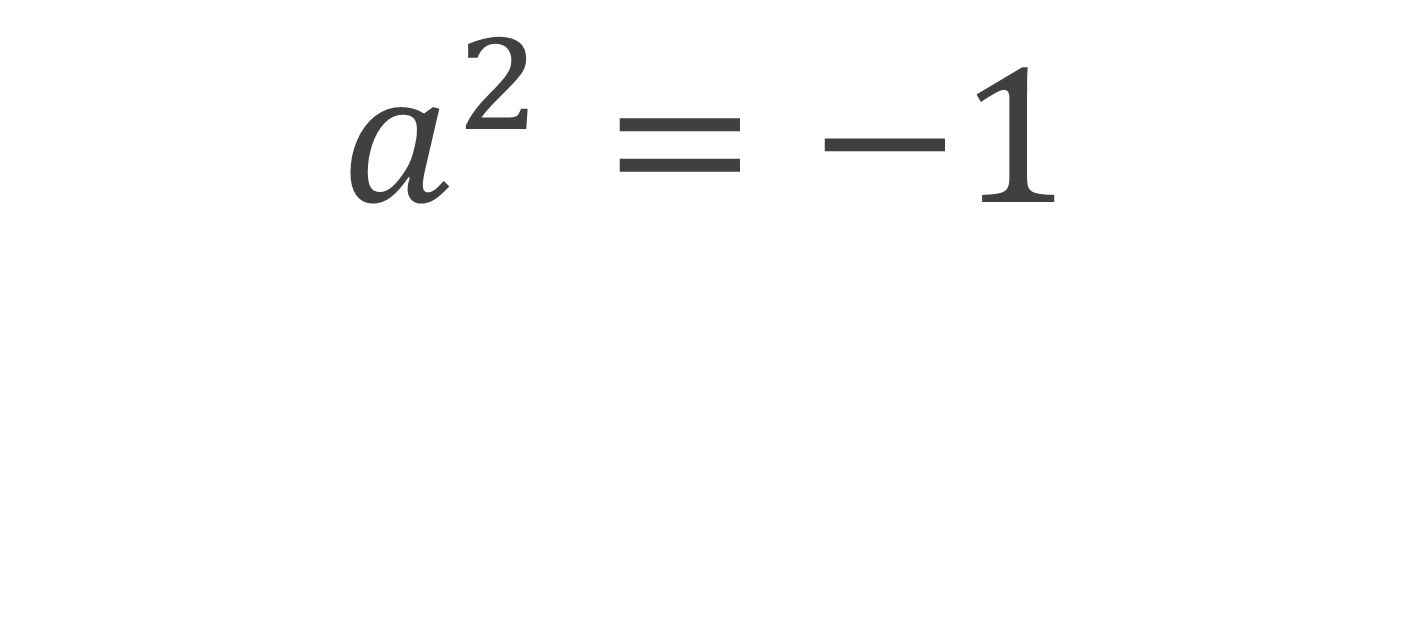 a² = −1